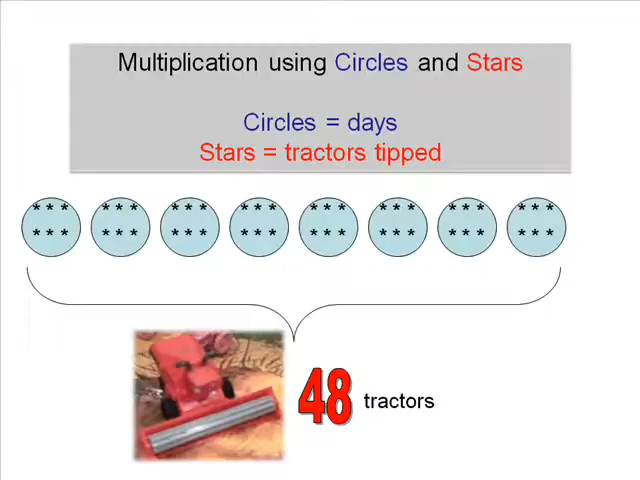 Multiplication using Circles and Stars
Circles = days
Stars = tractors tipped
* * * * * * * * * * * * * * * * * * * * * * * *
* * * * * * * * * * * * * * * * * * * * * * * *
48 tractors